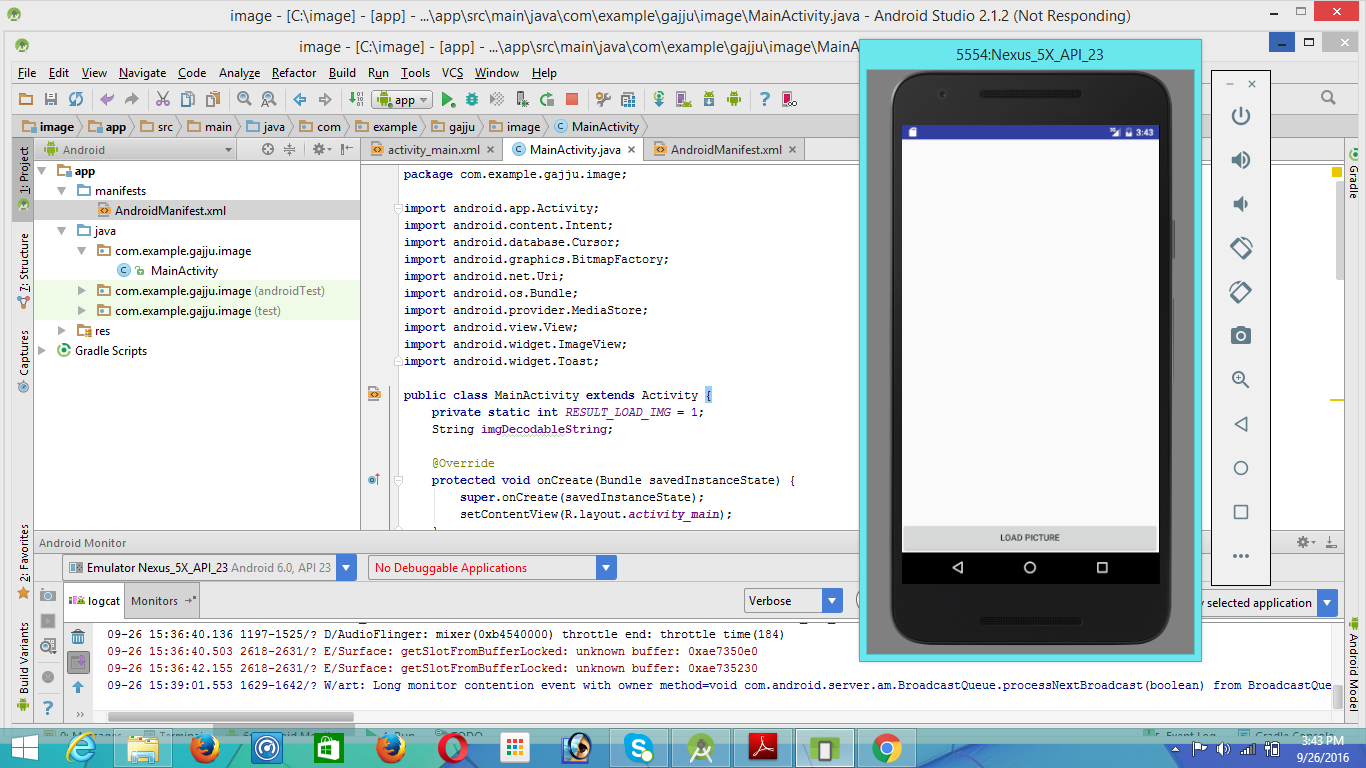 image - [C:\image] - [app] - ...\app\src\main\java\com\example\gajju\image\MainActivity.java - Android Studio 2.1.2 (Not Responding)
image - [C:\image] - [app] - ...\app\src\main\java\com\example\gajju\image\MainA
5554:Nexus_5X_API_23
File Edit View Navigate Code Analyze Refactor Build Run Tools VCS Window Help
app
image app src main java com example gajju image MainActivity
Android
activity_main.xml MainActivity.java AndroidManifest.xml
1: Project
7: Structure
Captures
2: Favorites
Build Variants
Gradle
Android Model
app
manifests
AndroidManifest.xml
java
com.example.gajju.image
MainActivity
com.example.gajju.image (androidTest)
com.example.gajju.image (test)
res
Gradle Scripts
package com.example.gajju.image;
import android.app.Activity;
import android.content.Intent;
import android.database.Cursor;
import android.graphics.BitmapFactory;
import android.net.Uri;
import android.os.Bundle;
import android.provider.MediaStore;
import android.view.View;
import android.widget.ImageView;
import android.widget.Toast;
public class MainActivity extends Activity {
private static int RESULT_LOAD_IMG = 1;
String imgDecodableString;
@Override
protected void onCreate(Bundle savedInstanceState) {
super.onCreate(savedInstanceState);
setContentView(R.layout.activity_main);
3:43
LOAD PICTURE
Android Monitor
Emulator Nexus_5X_API_23 Android 6.0, API 23
No Debuggable Applications
logcat Monitors
Verbose
selected application
09-26 15:36:40.136 1197-1525/? D/AudioFlinger: mixer(0xb4540000) throttle end: throttle time(184)
09-26 15:36:40.503 2618-2631/? E/Surface: getSlotFromBufferLocked: unknown buffer: 0xae7350e0
09-26 15:36:42.155 2618-2631/? E/Surface: getSlotFromBufferLocked: unknown buffer: 0xae735230
09-26 15:39:01.553 1629-1642/? W/art: Long monitor contention event with owner method=void com.android.server.am.BroadcastQueue.processNextBroadcast(boolean) from BroadcastQue
3:43 PM
9/26/2016